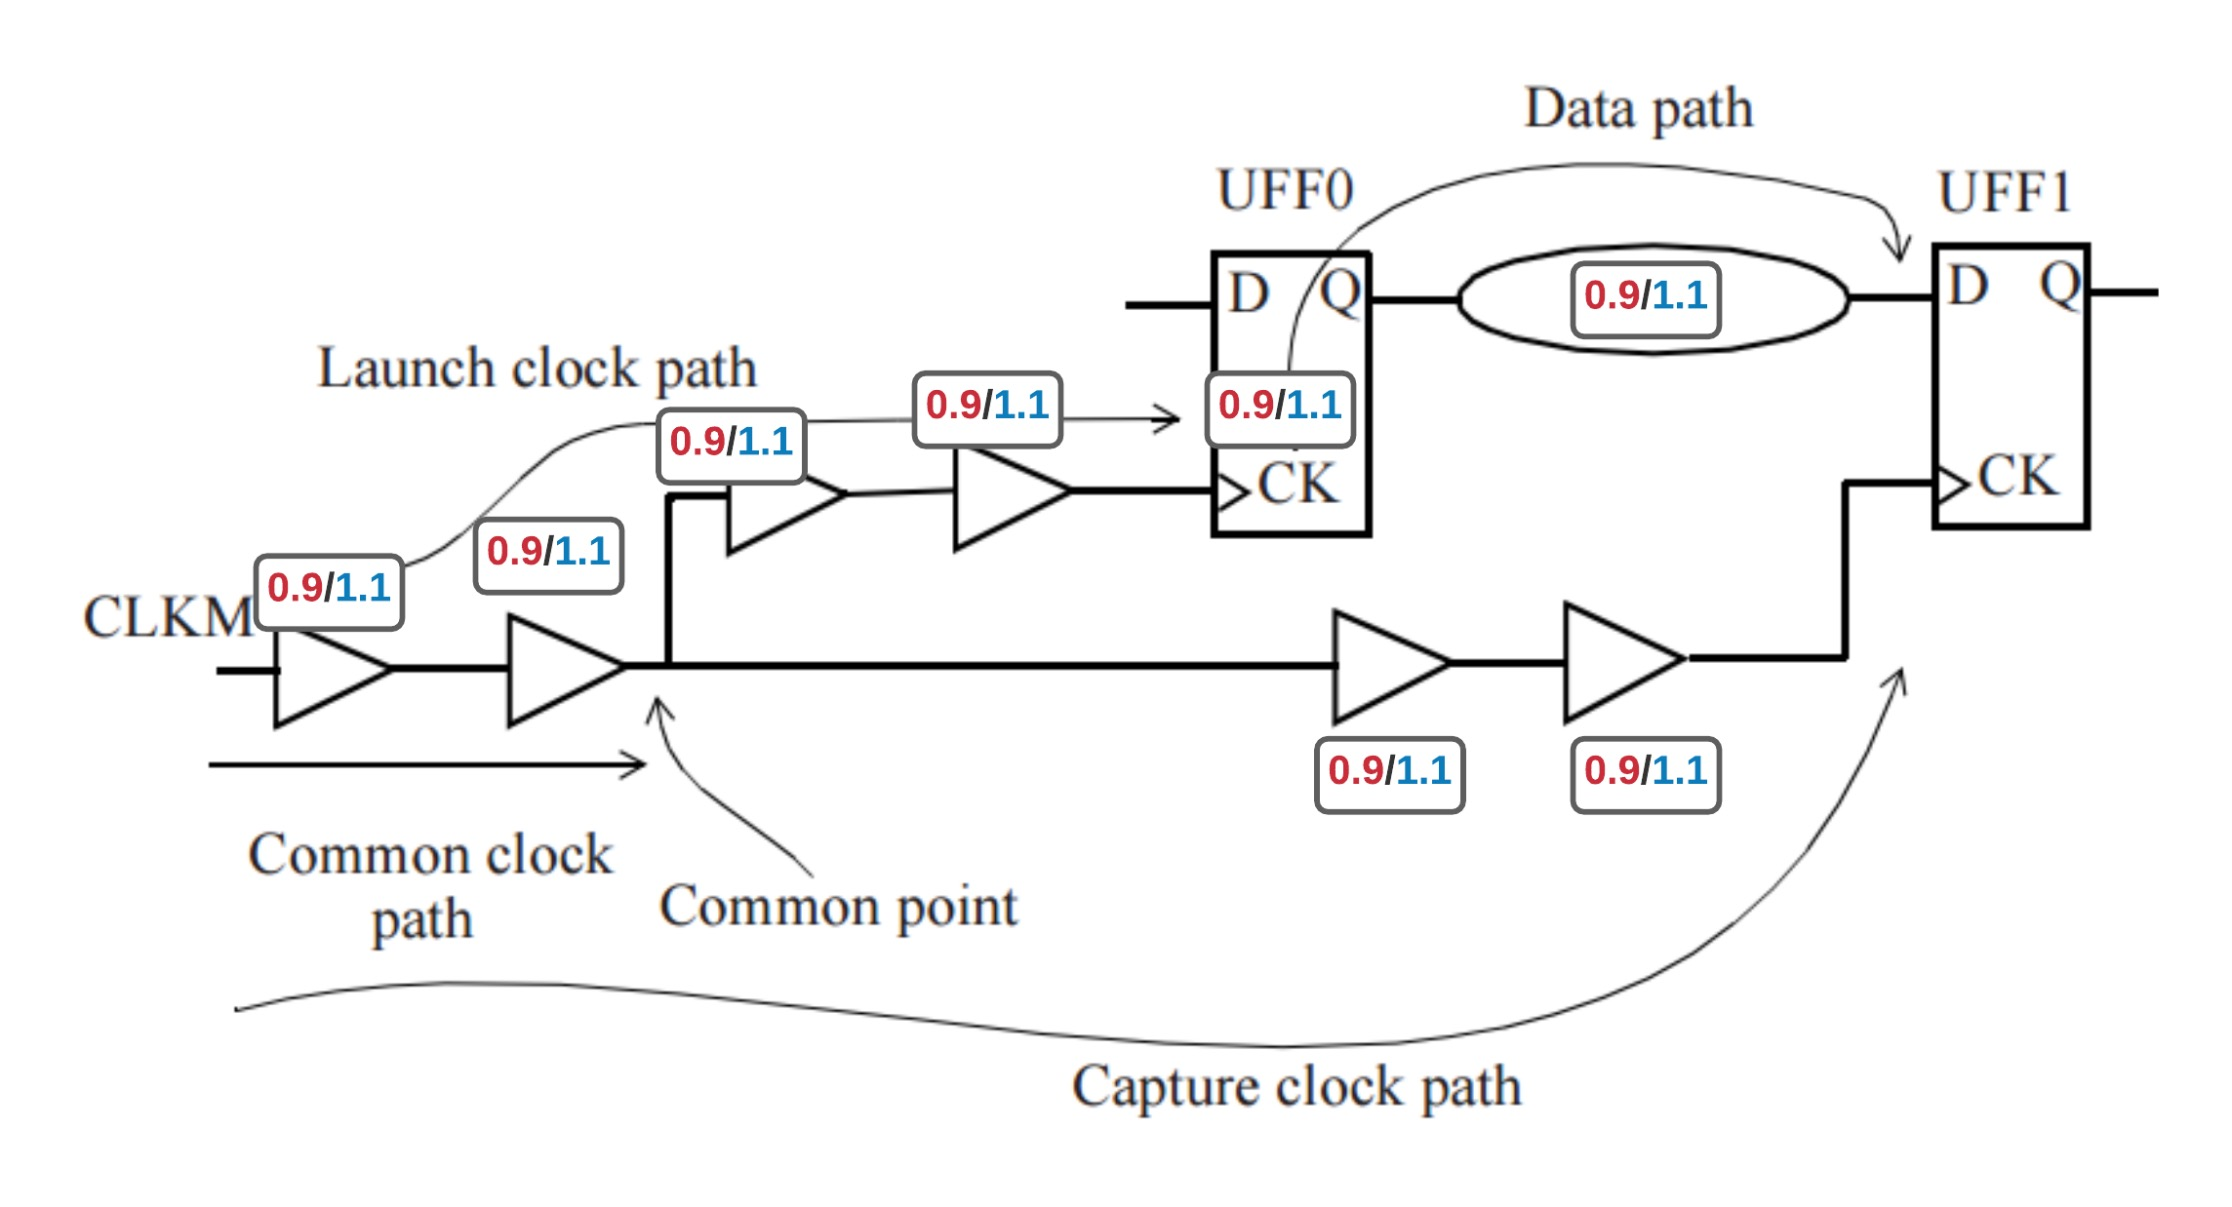 Data path
UFF0
UFF1
D Q
0.9/1.1
D Q
Launch clock path
0.9/1.1
0.9/1.1
0.9/1.1
CK
CK
0.9/1.1
0.9/1.1
CLKM
0.9/1.1
0.9/1.1
Common clock
path
Common point
Capture clock path